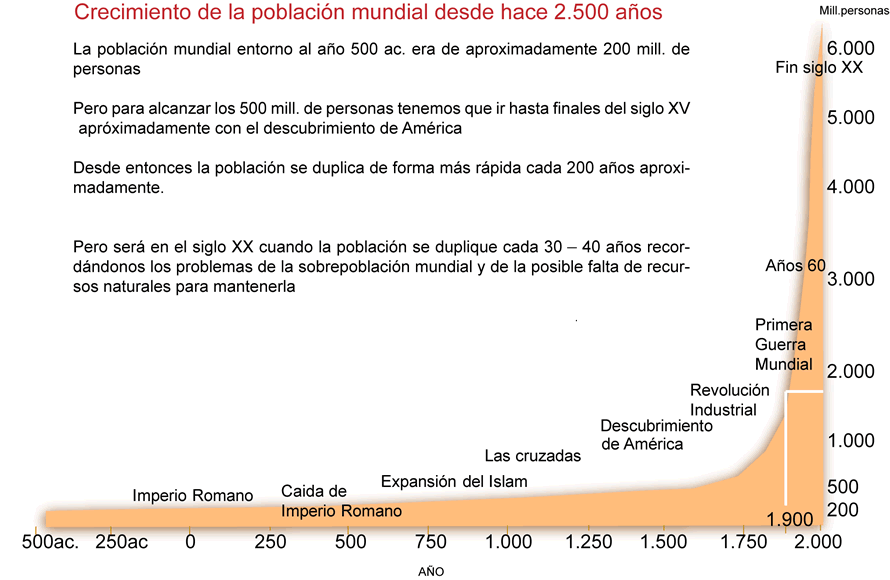 Crecimiento de la población mundial desde hace 2.500 años
Mill.personas
La población mundial entorno al año 500 ac. era de aproximadamente 200 mill. de
personas
Pero para alcanzar los 500 mill. de personas tenemos que ir hasta finales del siglo XV
apróximadamente con el descubrimiento de América
Desde entonces la población se duplica de forma más rápida cada 200 años aproxi-
madamente.
Pero será en el siglo XX cuando la población se duplique cada 30 – 40 años recor-
dándonos los problemas de la sobrepoblación mundial y de la posible falta de recur-
sos naturales para mantenerla
6.000
Fin siglo XX
5.000
4.000
Años 60
3.000
Primera
Guerra
Mundial
2.000
Revolución
Industrial
Descubrimiento
de América
1.000
Las cruzadas
Expansión del Islam
500
Imperio Romano
Caida de
Imperio Romano
200
1.900
500ac. 250ac 0 250 500 750 1.000 1.250 1.500 1.750 2.000
AÑO